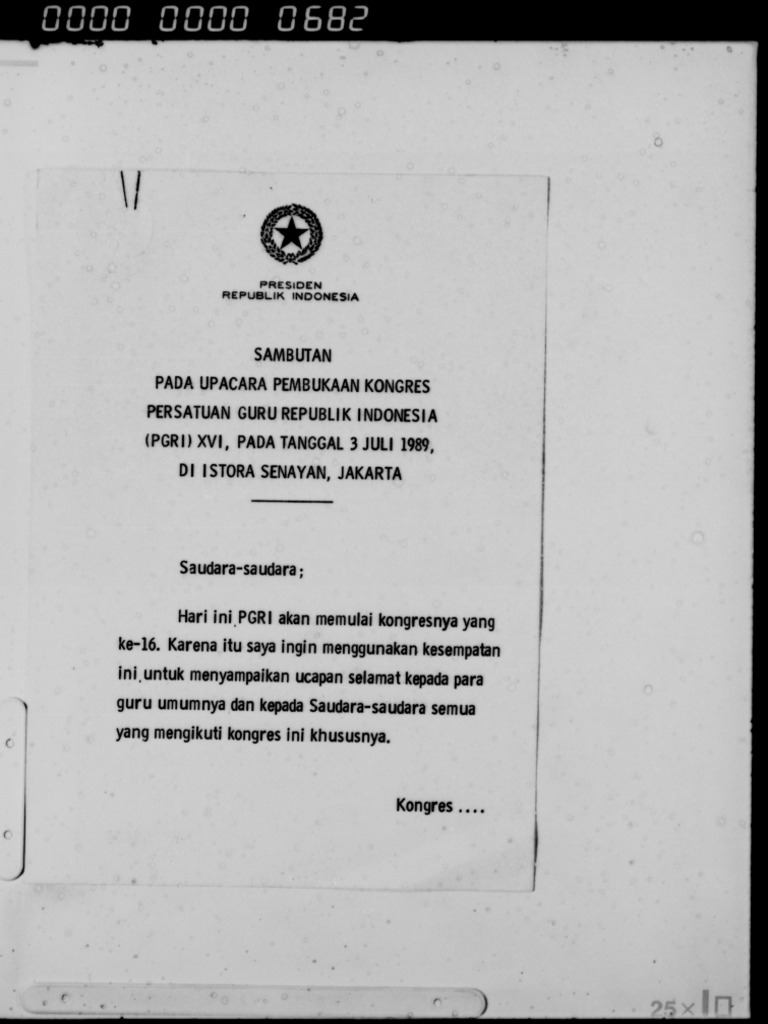 0000 0000 0682
PRESIDEN
REPUBLIK INDONESIA
SAMBUTAN
PADA UPACARA PEMBUKAAN KONGRES
PERSATUAN GURU REPUBLIK INDONESIA
(PGRI) XVI, PADA TANGGAL 3 JULI 1989,
DI ISTORA SENAYAN, JAKARTA
Saudara-saudara;
Hari ini PGRI akan memulai kongresnya yang
ke-16. Karena itu saya ingin menggunakan kesempatan
ini untuk menyampaikan ucapan selamat kepada para
guru umumnya dan kepada Saudara-saudara semua
yang mengikuti kongres ini khususnya.
Kongres ....
25×